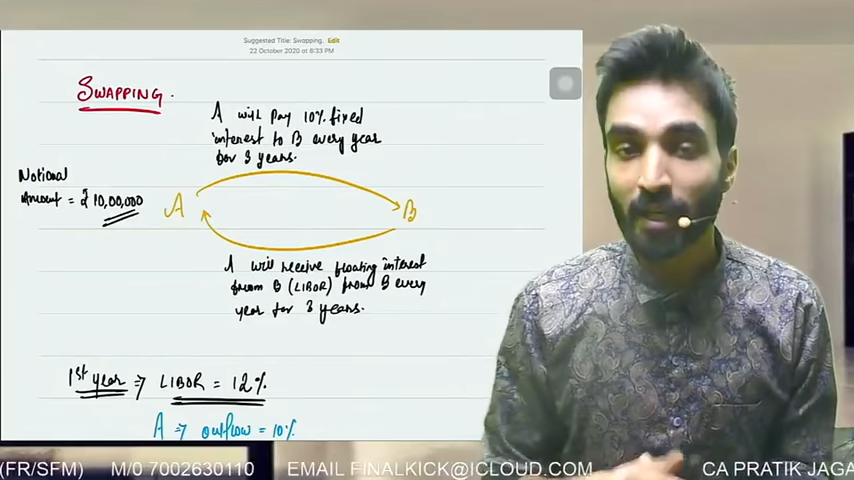 Suggested Title: Swapping. Edit
22 October 2020 at 8:33 PM
SWAPPING.
A will pay 10% fixed
interest to B every year
for 3 years.
Notional
Amount = ₹ 10,00,000
A
B
A will receive floating interest
from B (LIBOR) from B every
year for 3 years.
1st year ⇒ LIBOR = 12%
A ⇒ outflow = 10%
(FR/SFM) M/0 7002630110 EMAIL FINALKICK@ICLOUD.COM CA PRATIK JAGA